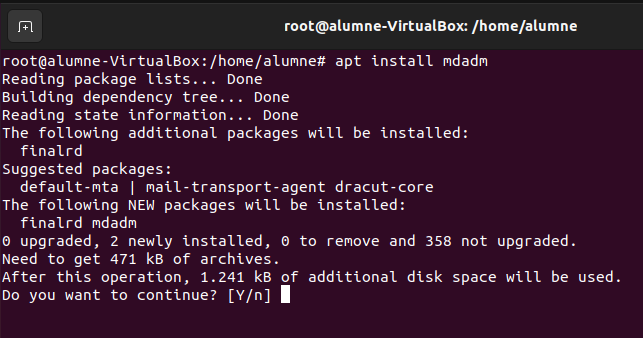 root@alumne-VirtualBox: /home/alumne
root@alumne-VirtualBox:/home/alumne# apt install mdadm
Reading package lists... Done
Building dependency tree... Done
Reading state information... Done
The following additional packages will be installed:
  finalrd
Suggested packages:
  default-mta | mail-transport-agent dracut-core
The following NEW packages will be installed:
  finalrd mdadm
0 upgraded, 2 newly installed, 0 to remove and 358 not upgraded.
Need to get 471 kB of archives.
After this operation, 1.241 kB of additional disk space will be used.
Do you want to continue? [Y/n]